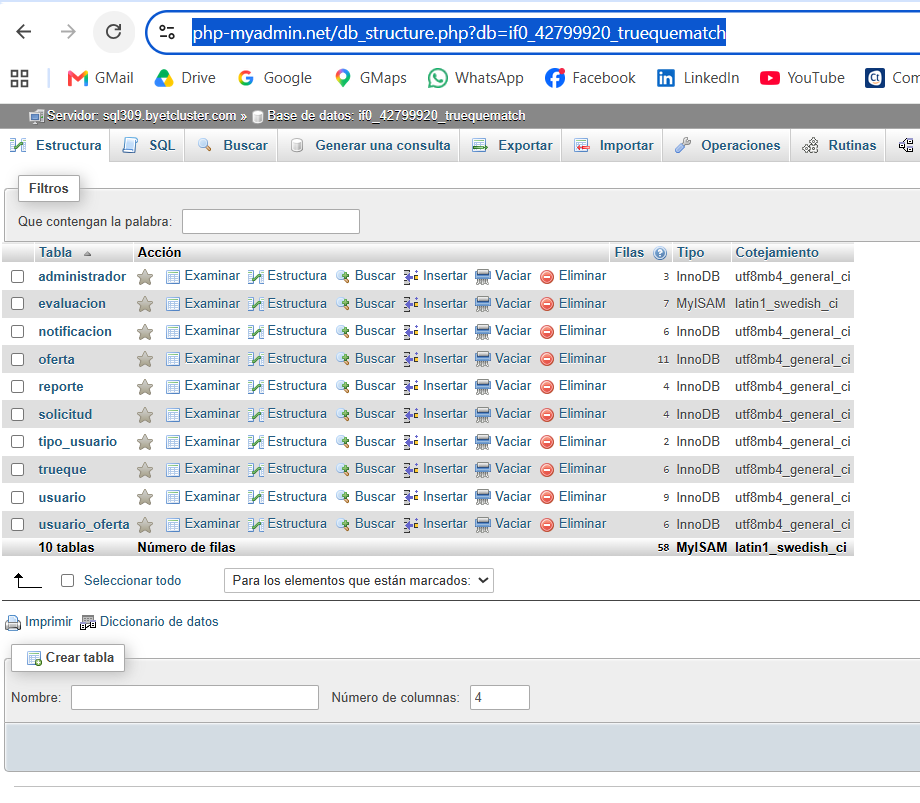 php-myadmin.net/db_structure.php?db=if0_42799920_truequematch
GMail Drive Google GMaps WhatsApp Facebook LinkedIn YouTube Ct Com
Servidor: sql309.byetcluster.com » Base de datos: if0_42799920_truequematch
Estructura SQL Buscar Generar una consulta Exportar Importar Operaciones Rutinas
Filtros
Que contengan la palabra:
Tabla Acción Filas Tipo Cotejamiento
administrador Examinar Estructura Buscar Insertar Vaciar Eliminar 3 InnoDB utf8mb4_general_ci
evaluacion Examinar Estructura Buscar Insertar Vaciar Eliminar 7 MyISAM latin1_swedish_ci
notificacion Examinar Estructura Buscar Insertar Vaciar Eliminar 6 InnoDB utf8mb4_general_ci
oferta Examinar Estructura Buscar Insertar Vaciar Eliminar 11 InnoDB utf8mb4_general_ci
reporte Examinar Estructura Buscar Insertar Vaciar Eliminar 4 InnoDB utf8mb4_general_ci
solicitud Examinar Estructura Buscar Insertar Vaciar Eliminar 4 InnoDB utf8mb4_general_ci
tipo_usuario Examinar Estructura Buscar Insertar Vaciar Eliminar 2 InnoDB utf8mb4_general_ci
trueque Examinar Estructura Buscar Insertar Vaciar Eliminar 6 InnoDB utf8mb4_general_ci
usuario Examinar Estructura Buscar Insertar Vaciar Eliminar 9 InnoDB utf8mb4_general_ci
usuario_oferta Examinar Estructura Buscar Insertar Vaciar Eliminar 6 InnoDB utf8mb4_general_ci
10 tablas Número de filas 58 MyISAM latin1_swedish_ci
Seleccionar todo Para los elementos que están marcados:
Imprimir Diccionario de datos
Crear tabla
Nombre: Número de columnas: 4